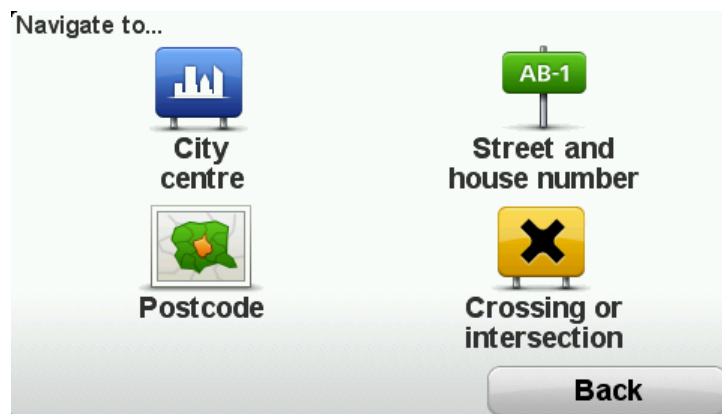 Navigate to...
AB-1
City
centre
Street and
house number
Postcode
Crossing or
intersection
Back